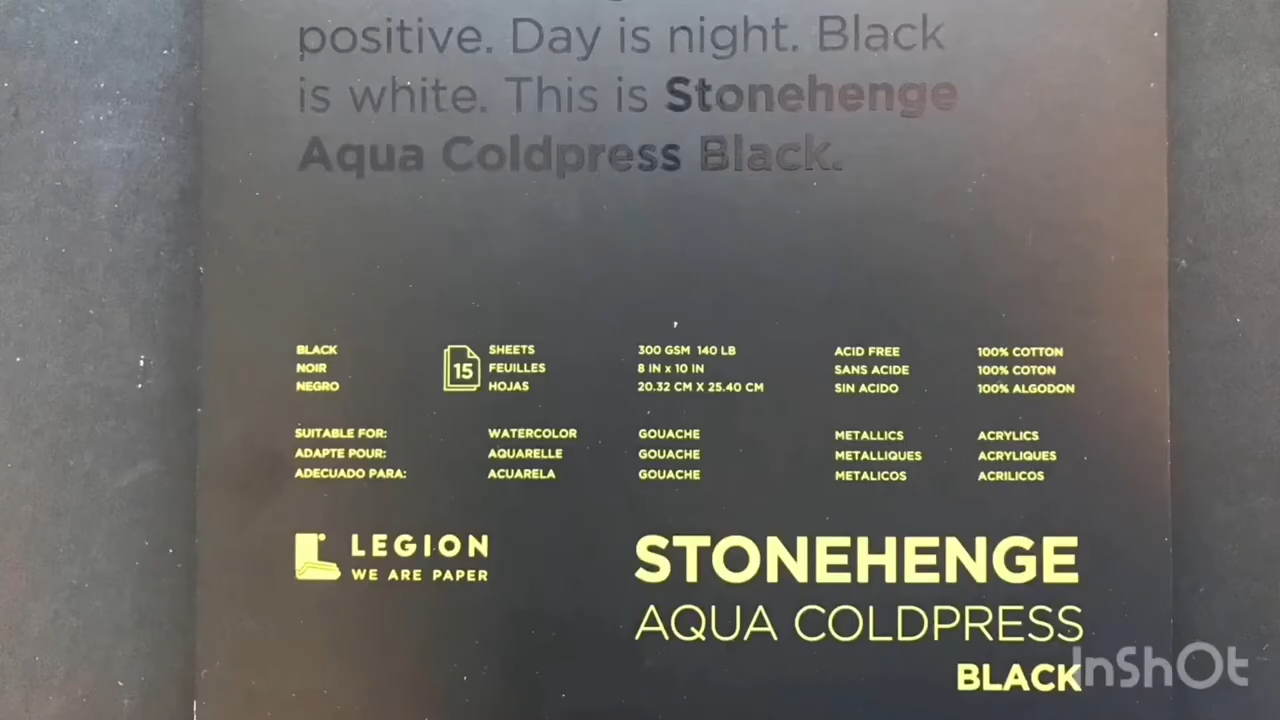 positive. Day is night. Black
is white. This is Stonehenge
Aqua Coldpress Black.
BLACK
NOIR
NEGRO
15
SHEETS
FEUILLES
HOJAS
300 GSM 140 LB
8 IN x 10 IN
20.32 CM X 25.40 CM
ACID FREE
SANS ACIDE
SIN ACIDO
100% COTTON
100% COTON
100% ALGODON
SUITABLE FOR:
ADAPTE POUR:
ADECUADO PARA:
WATERCOLOR
AQUARELLE
ACUARELA
GOUACHE
GOUACHE
GOUACHE
METALLICS
METALLIQUES
METALICOS
ACRYLICS
ACRYLIQUES
ACRILICOS
LEGION
WE ARE PAPER
STONEHENGE
AQUA COLDPRESS
BLACK
InShOt